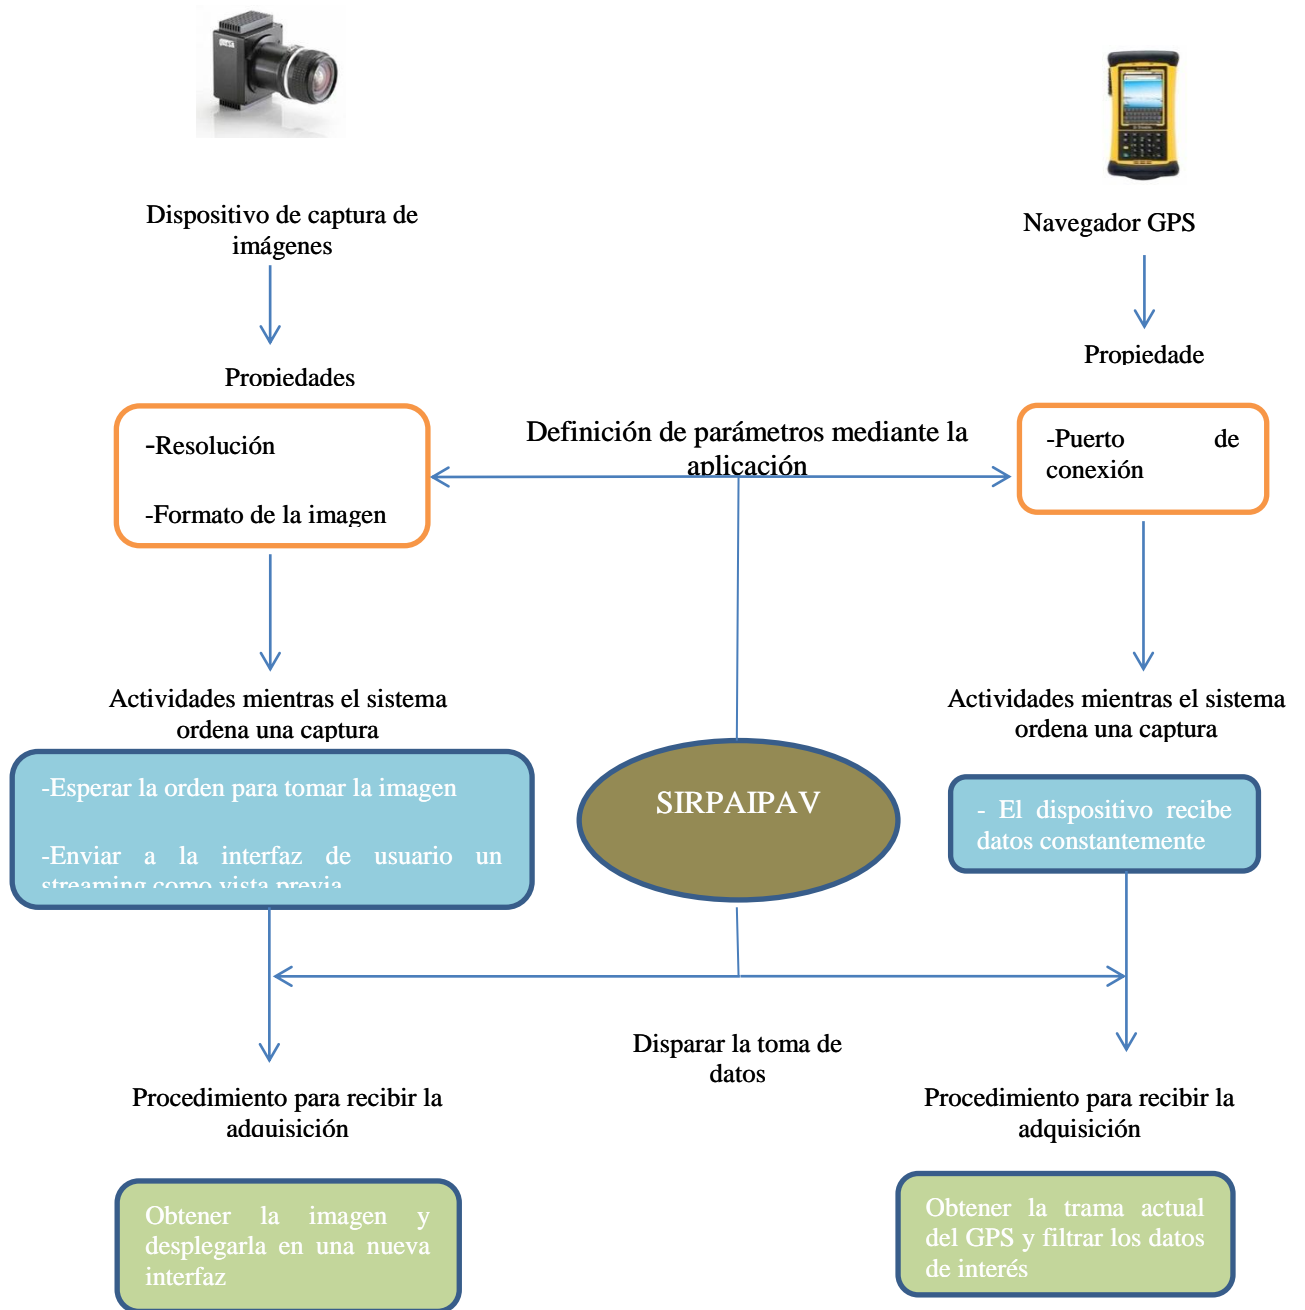 Dispositivo de captura de
imágenes
Navegador GPS
Propiedades
Propiedade
-Resolución
-Formato de la imagen
Definición de parámetros mediante la
aplicación
-Puerto de
conexión
Actividades mientras el sistema
ordena una captura
Actividades mientras el sistema
ordena una captura
-Esperar la orden para tomar la imagen
-Enviar a la interfaz de usuario un
streaming como vista previa
SIRPAIPAV
- El dispositivo recibe
datos constantemente
Disparar la toma de
datos
Procedimiento para recibir la
adquisición
Procedimiento para recibir la
adquisición
Obtener la imagen y
desplegarla en una nueva
interfaz
Obtener la trama actual
del GPS y filtrar los datos
de interés